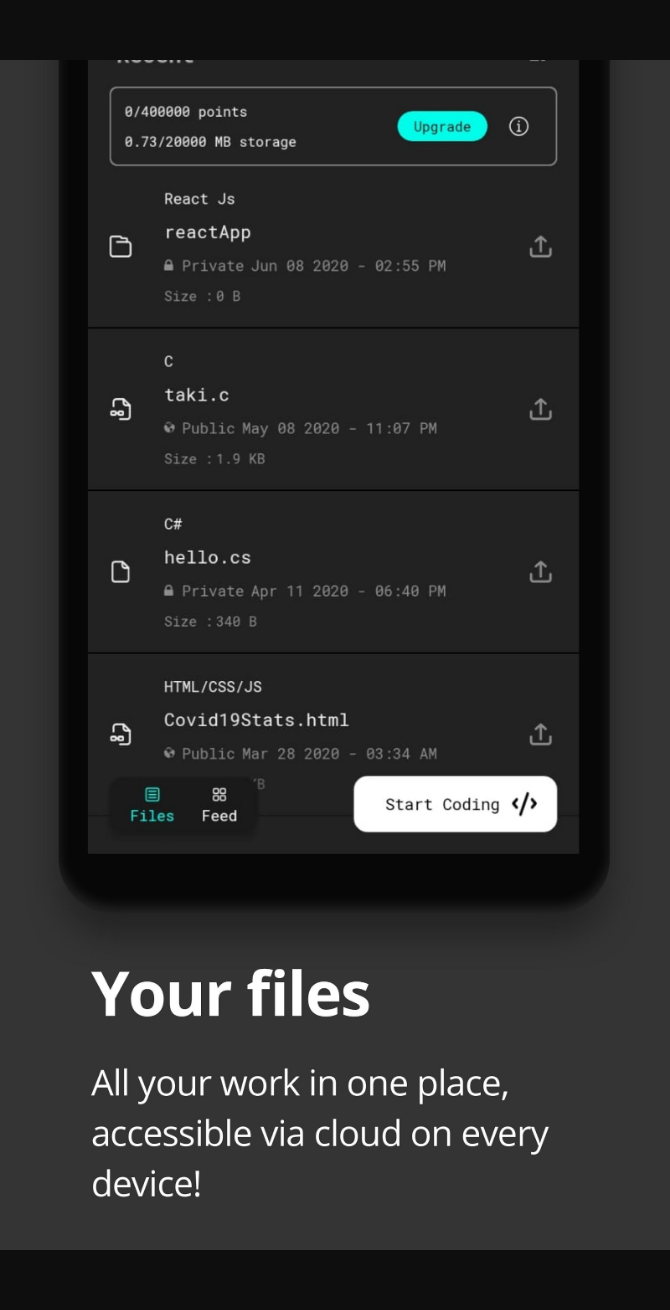 0/400000 points
Upgrade
0.73/20000 MB storage
React Js
reactApp
Private Jun 08 2020 - 02:55 PM
Size :0 B
C
taki.c
Public May 08 2020 - 11:07 PM
Size :1.9 KB
C#
hello.cs
Private Apr 11 2020 - 06:40 PM
Size :340 B
HTML/CSS/JS
Covid19Stats.html
Public Mar 28 2020 - 03:34 AM
KB
Files
Feed
Start Coding </>
Your files
All your work in one place,
accessible via cloud on every
device!